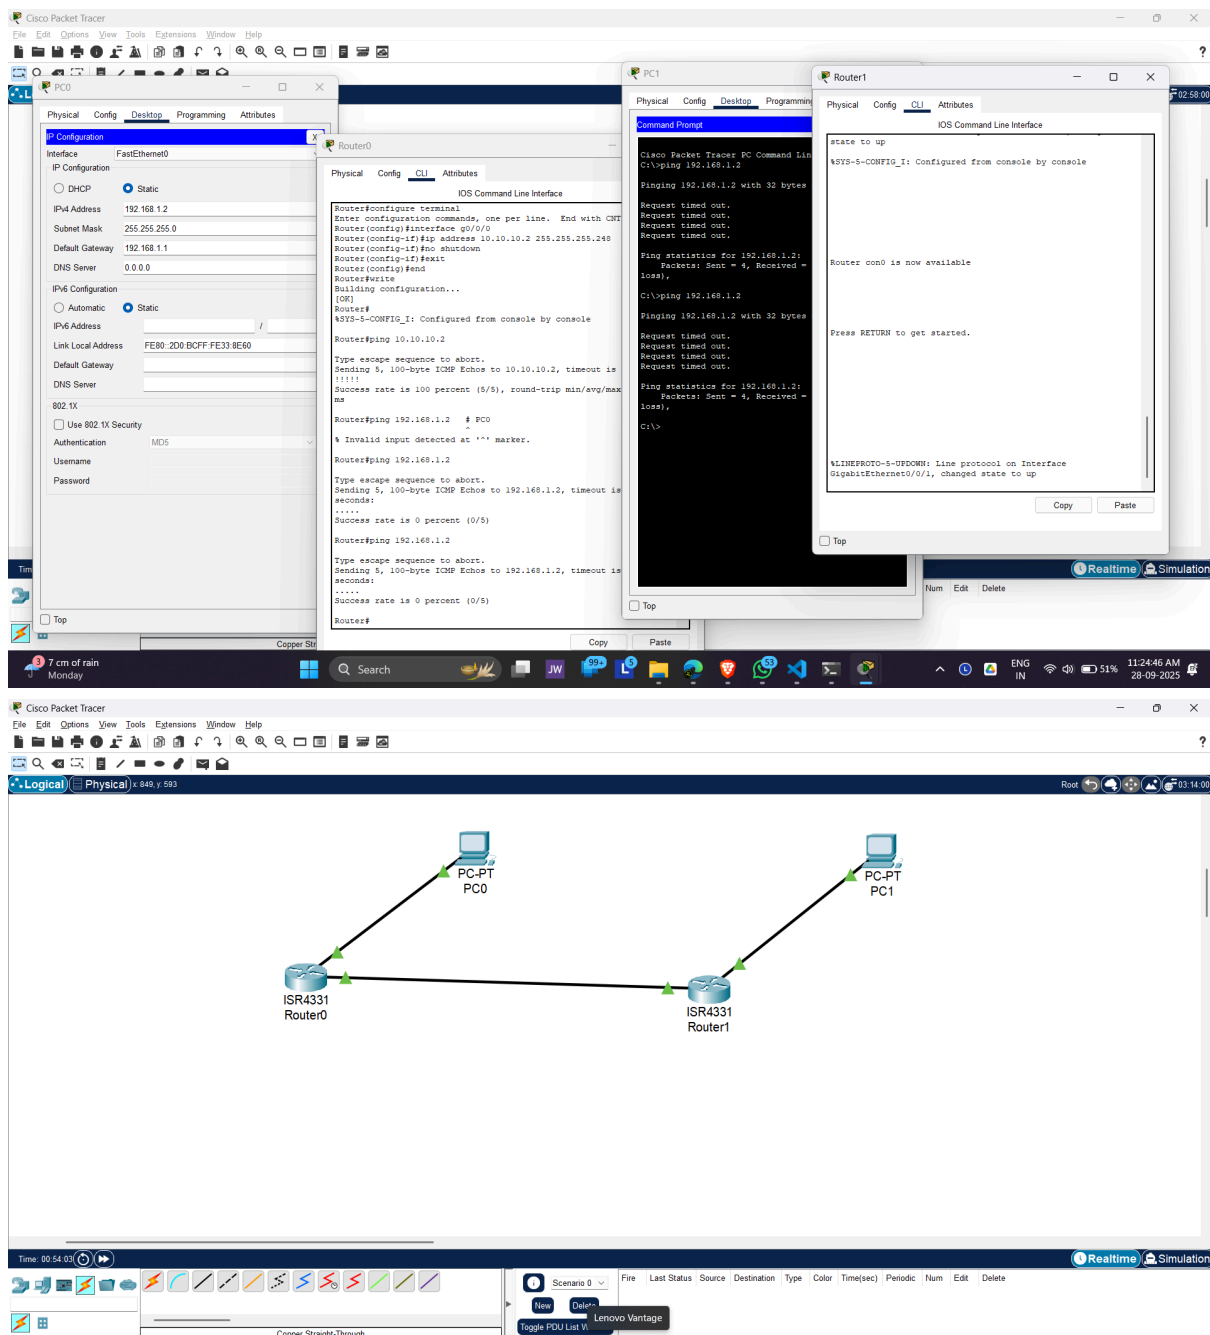 Cisco Packet Tracer
File Edit Options View Tools Extensions Window Help
?
PC0
Physical Config Desktop Programming Attributes
IP Configuration
X
Interface FastEthernet0
IP Configuration
DHCP Static
IPv4 Address 192.168.1.2
Subnet Mask 255.255.255.0
Default Gateway 192.168.1.1
DNS Server 0.0.0.0
IPv6 Configuration
Automatic Static
IPv6 Address /
Link Local Address FE80::2D0:BCFF:FE33:8E60
Default Gateway
DNS Server
802.1X
Use 802.1X Security
Authentication MD5
Username
Password
Top
Router0
Physical Config CLI Attributes
IOS Command Line Interface
Router#configure terminal
Enter configuration commands, one per line. End with CNT
Router(config)#interface g0/0/0
Router(config-if)#ip address 10.10.10.2 255.255.255.248
Router(config-if)#no shutdown
Router(config-if)#exit
Router(config)#end
Router#write
Building configuration...
[OK]
Router#
%SYS-5-CONFIG_I: Configured from console by console
Router#ping 10.10.10.2
Type escape sequence to abort.
Sending 5, 100-byte ICMP Echos to 10.10.10.2, timeout is
!!!!!
Success rate is 100 percent (5/5), round-trip min/avg/max
ms
Router#ping 192.168.1.2 # PC0
^
% Invalid input detected at '^' marker.
Router#ping 192.168.1.2
Type escape sequence to abort.
Sending 5, 100-byte ICMP Echos to 192.168.1.2, timeout is
seconds:
.....
Success rate is 0 percent (0/5)
Router#ping 192.168.1.2
Type escape sequence to abort.
Sending 5, 100-byte ICMP Echos to 192.168.1.2, timeout is
seconds:
.....
Success rate is 0 percent (0/5)
Router#
Copy Paste
PC1
Physical Config Desktop Programming
Command Prompt
Cisco Packet Tracer PC Command Lin
C:\>ping 192.168.1.2
Pinging 192.168.1.2 with 32 bytes
Request timed out.
Request timed out.
Request timed out.
Request timed out.
Ping statistics for 192.168.1.2:
Packets: Sent = 4, Received =
loss),
C:\>ping 192.168.1.2
Pinging 192.168.1.2 with 32 bytes
Request timed out.
Request timed out.
Request timed out.
Request timed out.
Ping statistics for 192.168.1.2:
Packets: Sent = 4, Received =
loss),
C:\>
Top
Router1
Physical Config CLI Attributes
IOS Command Line Interface
state to up
%SYS-5-CONFIG_I: Configured from console by console
Router con0 is now available
Press RETURN to get started.
%LINEPROTO-5-UPDOWN: Line protocol on Interface
GigabitEthernet0/0/1, changed state to up
Copy Paste
Top
02:58:00
Tim
Realtime Simulation
Num Edit Delete
Copper Str
3 7 cm of rain
Monday
Search
JW
99+
L 5
53
ENG
IN
51%
11:24:46 AM
28-09-2025
Cisco Packet Tracer
File Edit Options View Tools Extensions Window Help
?
Logical Physical x: 849, y: 593 Root 03:14:00
PC-PT
PC0
PC-PT
PC1
ISR4331
Router0
ISR4331
Router1
Time: 00:54:03 Realtime Simulation
Scenario 0 Fire Last Status Source Destination Type Color Time(sec) Periodic Num Edit Delete
New Delete
Lenovo Vantage
Toggle PDU List W
Copper Straight-Through